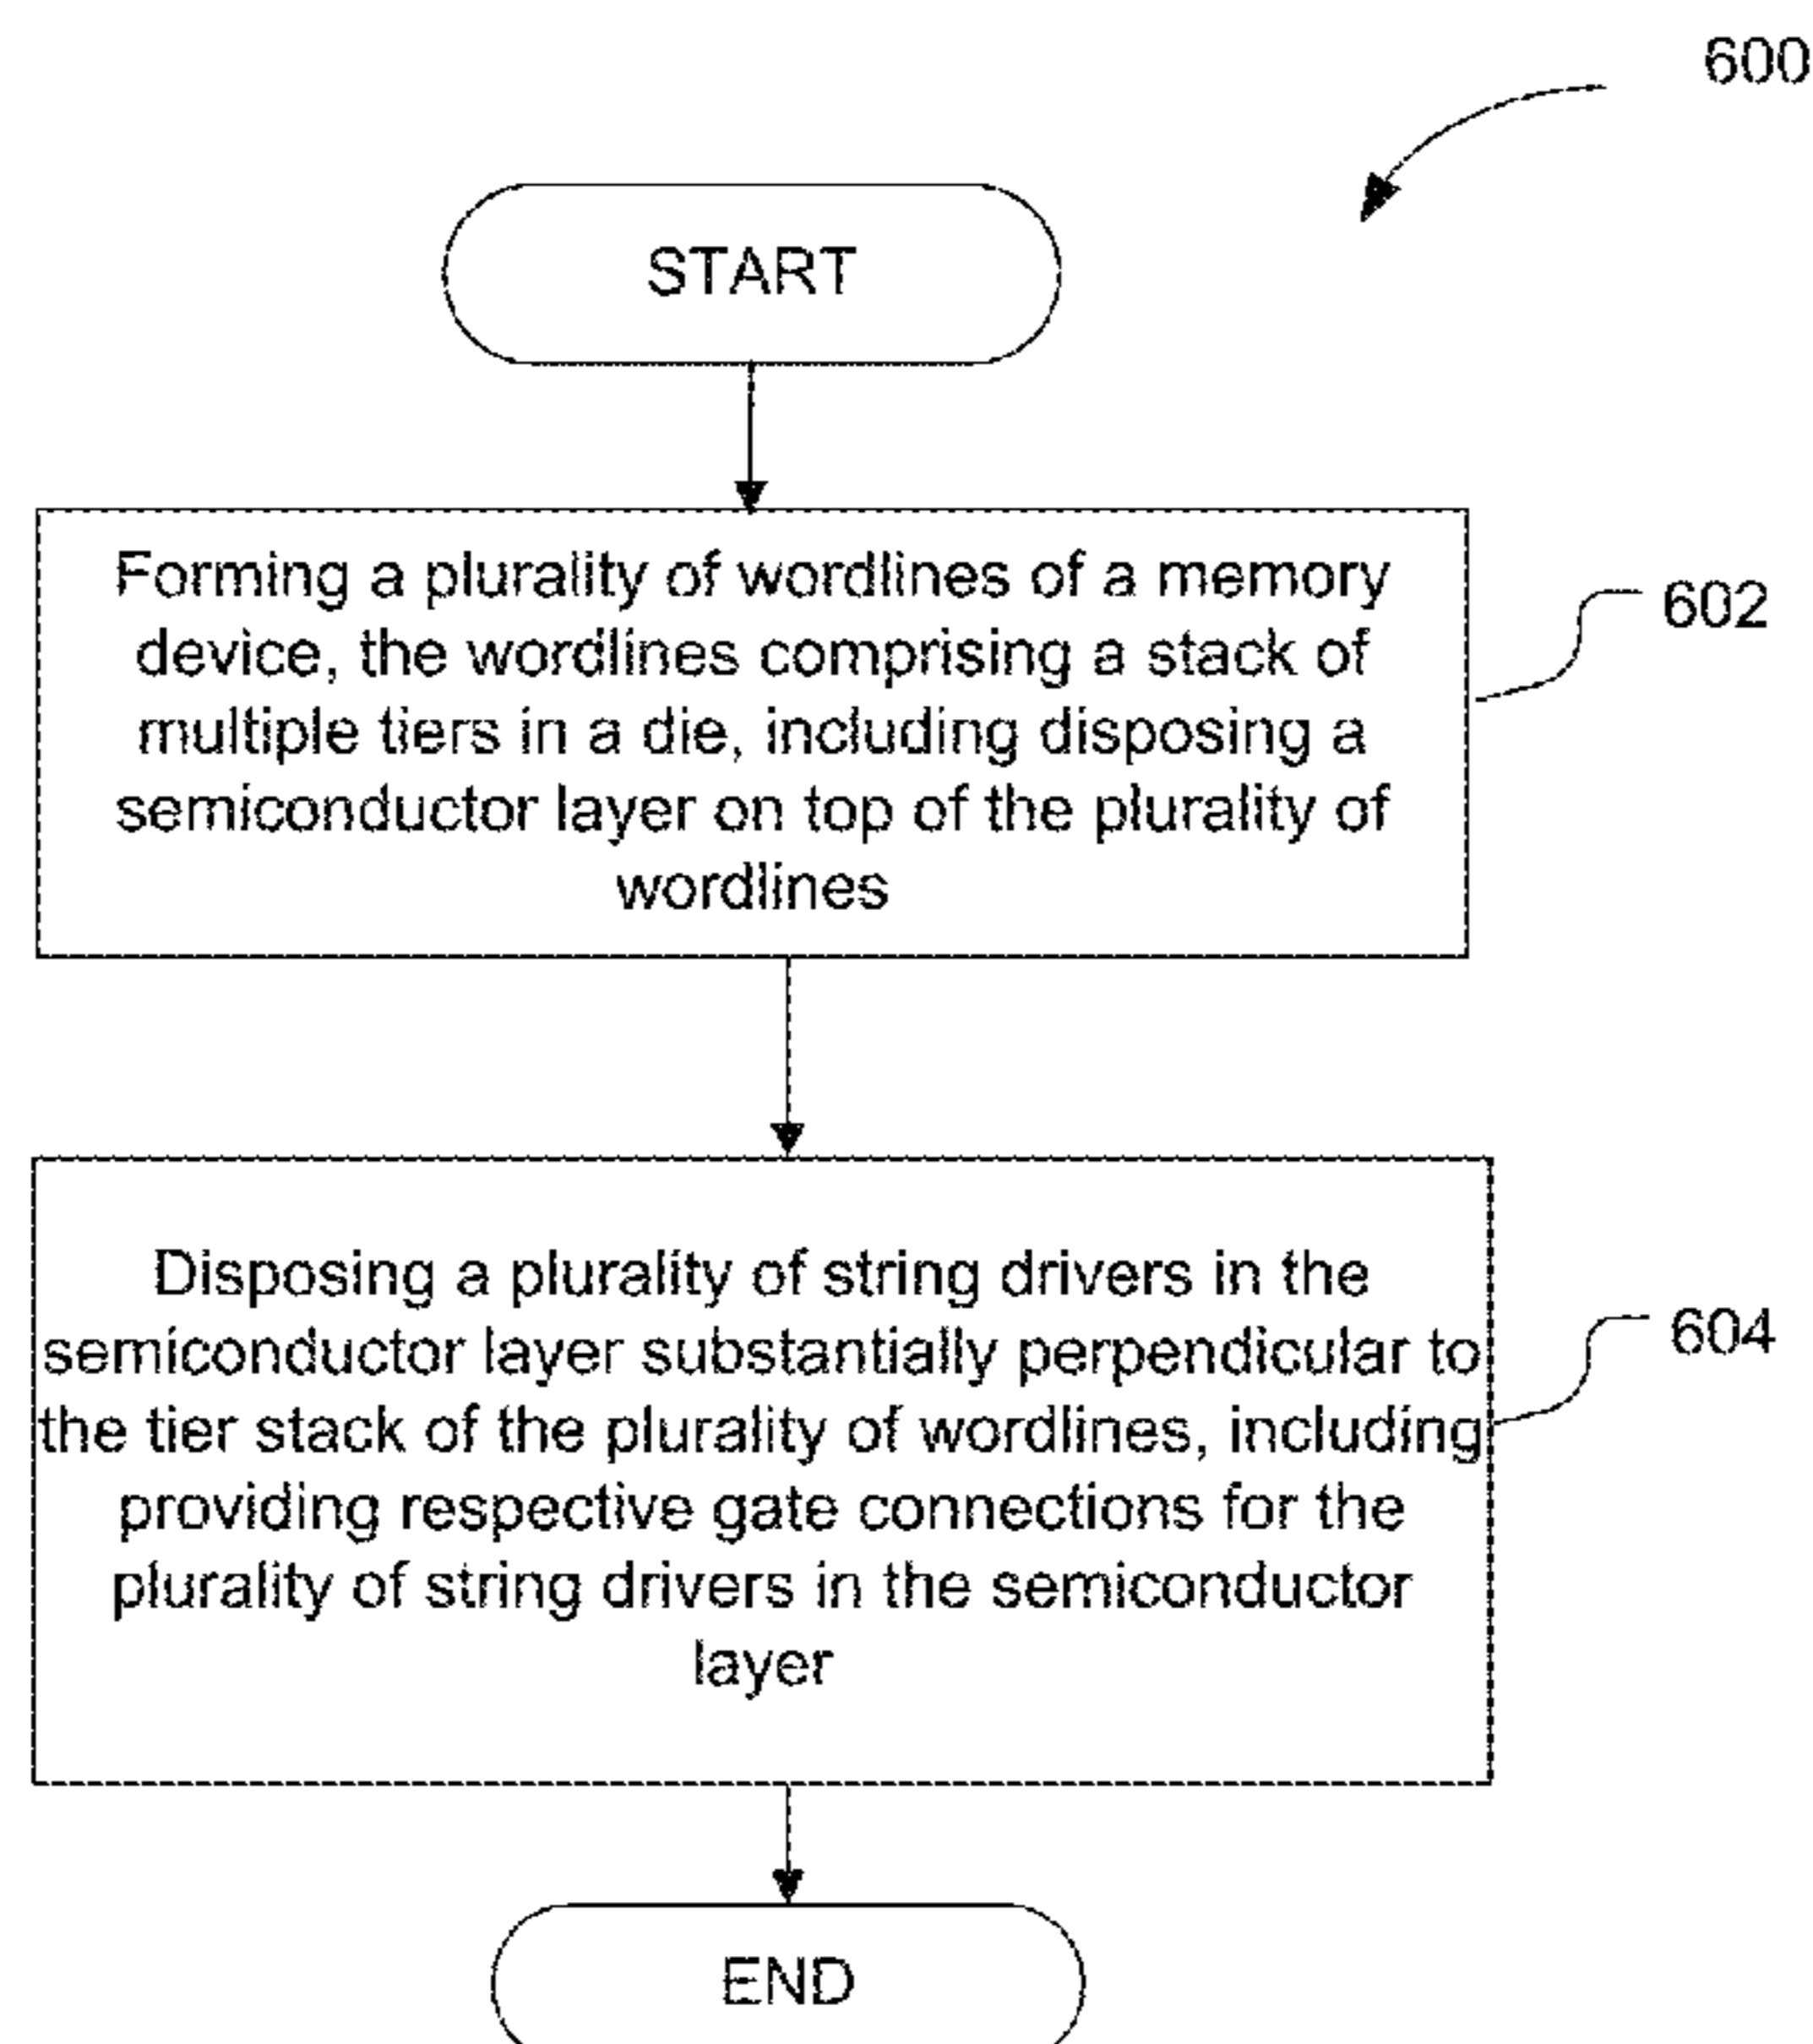 600
START
Forming a plurality of wordlines of a memory
device, the wordlines comprising a stack of
multiple tiers in a die, including disposing a
semiconductor layer on top of the plurality of
wordlines
602
Disposing a plurality of string drivers in the
semiconductor layer substantially perpendicular to
the tier stack of the plurality of wordlines, including
providing respective gate connections for the
plurality of string drivers in the semiconductor
layer
604
END